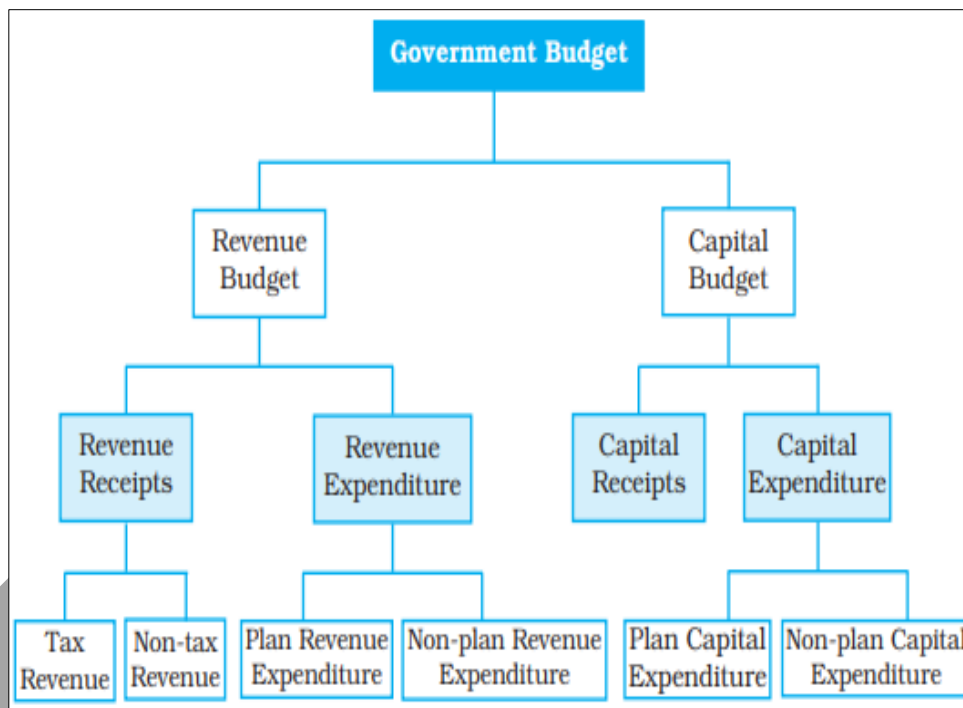 Government Budget
Revenue
Budget
Capital
Budget
Revenue
Receipts
Revenue
Expenditure
Capital
Receipts
Capital
Expenditure
Tax
Revenue
Non-tax
Revenue
Plan Revenue
Expenditure
Non-plan Revenue
Expenditure
Plan Capital
Expenditure
Non-plan Capital
Expenditure